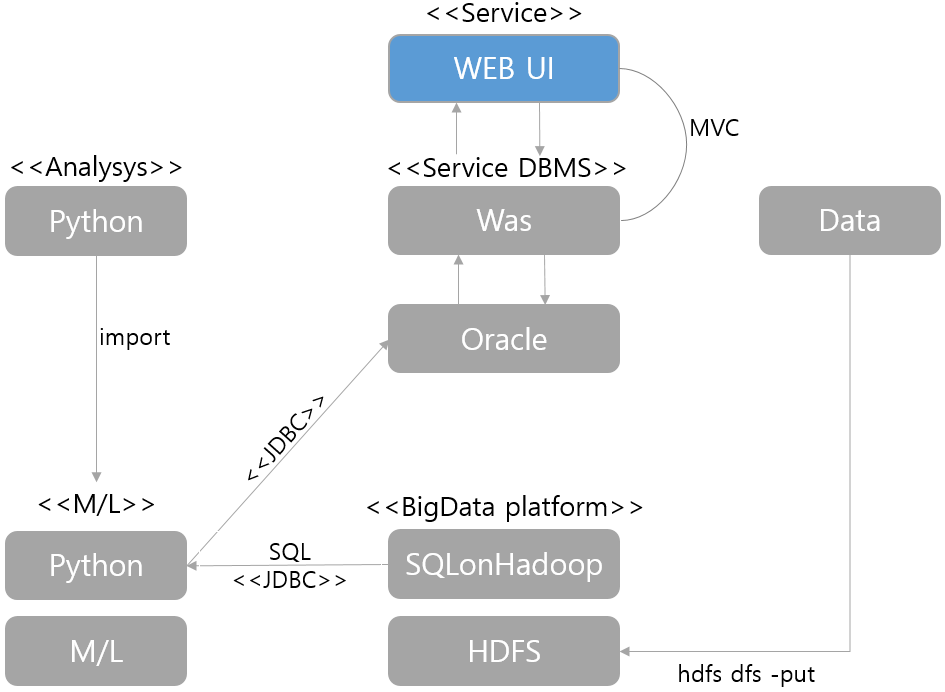 <<Service>>
WEB UI
MVC
<<Analysys>>
<<Service DBMS>>
Python
Was
Data
import
Oracle
<<JDBC>>
<<M/L>>
<<BigData platform>>
Python
SQL
<<JDBC>>
SQLonHadoop
M/L
HDFS
hdfs dfs -put